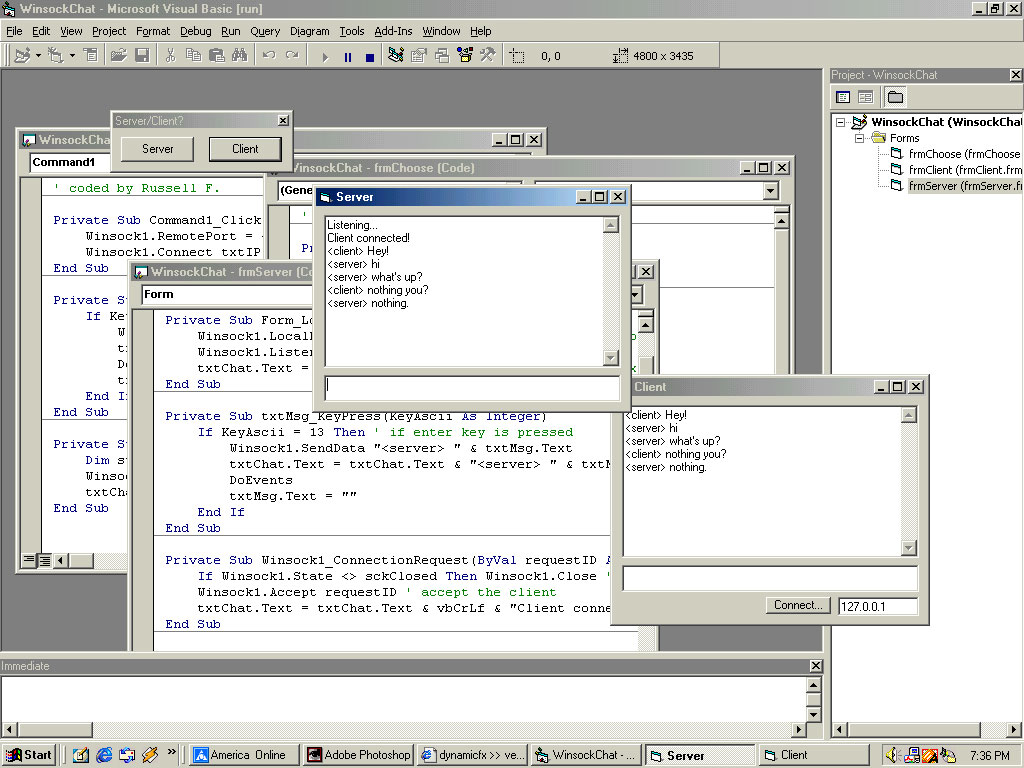 WinsockChat - Microsoft Visual Basic [run]
File Edit View Project Format Debug Run Query Diagram Tools Add-Ins Window Help
0, 0 4800 x 3435
Project - WinsockChat
WinsockChat (WinsockChat
Forms
frmChoose (frmChoose
frmClient (frmClient.frm
frmServer (frmServer.fr
Server/Client?
Server Client
WinsockChat
Command1
' coded by Russell F.
Private Sub Command1_Click
Winsock1.RemotePort =
Winsock1.Connect txtIP
End Sub
Private S
If Key
W
t
Do
t
End I
End Sub
Private S
Dim s
Winso
txtCha
End Sub
WinsockChat - frmChoose (Code)
(Gene
'
P
WinsockChat - frmServer (Co
Form
Private Sub Form_Lo
Winsock1.Local
Winsock1.Listen
txtChat.Text =
End Sub
Private Sub txtMsg_KeyPress(KeyAscii As Integer)
If KeyAscii = 13 Then ' if enter key is pressed
Winsock1.SendData "<server> " & txtMsg.Text
txtChat.Text = txtChat.Text & "<server> " & txtM
DoEvents
txtMsg.Text = ""
End If
End Sub
Private Sub Winsock1_ConnectionRequest(ByVal requestID A
If Winsock1.State <> sckClosed Then Winsock1.Close '
Winsock1.Accept requestID ' accept the client
txtChat.Text = txtChat.Text & vbCrLf & "Client conne
End Sub
Server
Listening...
Client connected!
<client> Hey!
<server> hi
<server> what's up?
<client> nothing you?
<server> nothing.
Client
<client> Hey!
<server> hi
<server> what's up?
<client> nothing you?
<server> nothing.
Connect... 127.0.0.1
Immediate
Start » America Online Adobe Photoshop dynamicfx >> ve... WinsockChat - ... Server Client 7:36 PM